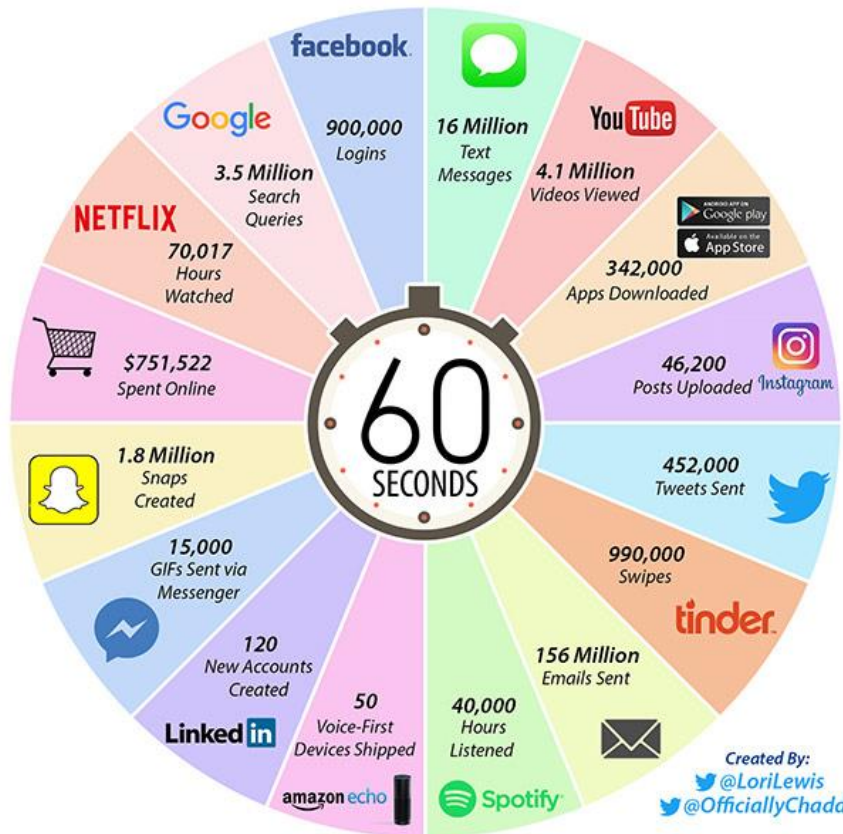 facebook
900,000
Logins
16 Million
Text
Messages
YouTube
4.1 Million
Videos Viewed
ANDROID APP ON
Google play
Available on the
App Store
342,000
Apps Downloaded
46,200
Posts Uploaded
Instagram
452,000
Tweets Sent
990,000
Swipes
tinder
156 Million
Emails Sent
40,000
Hours
Listened
Spotify
50
Voice-First
Devices Shipped
amazon echo
120
New Accounts
Created
Linked in
15,000
GIFs Sent via
Messenger
1.8 Million
Snaps
Created
$751,522
Spent Online
NETFLIX
70,017
Hours
Watched
Google
3.5 Million
Search
Queries
60
SECONDS
Created By:
@LoriLewis
@OfficiallyChadd